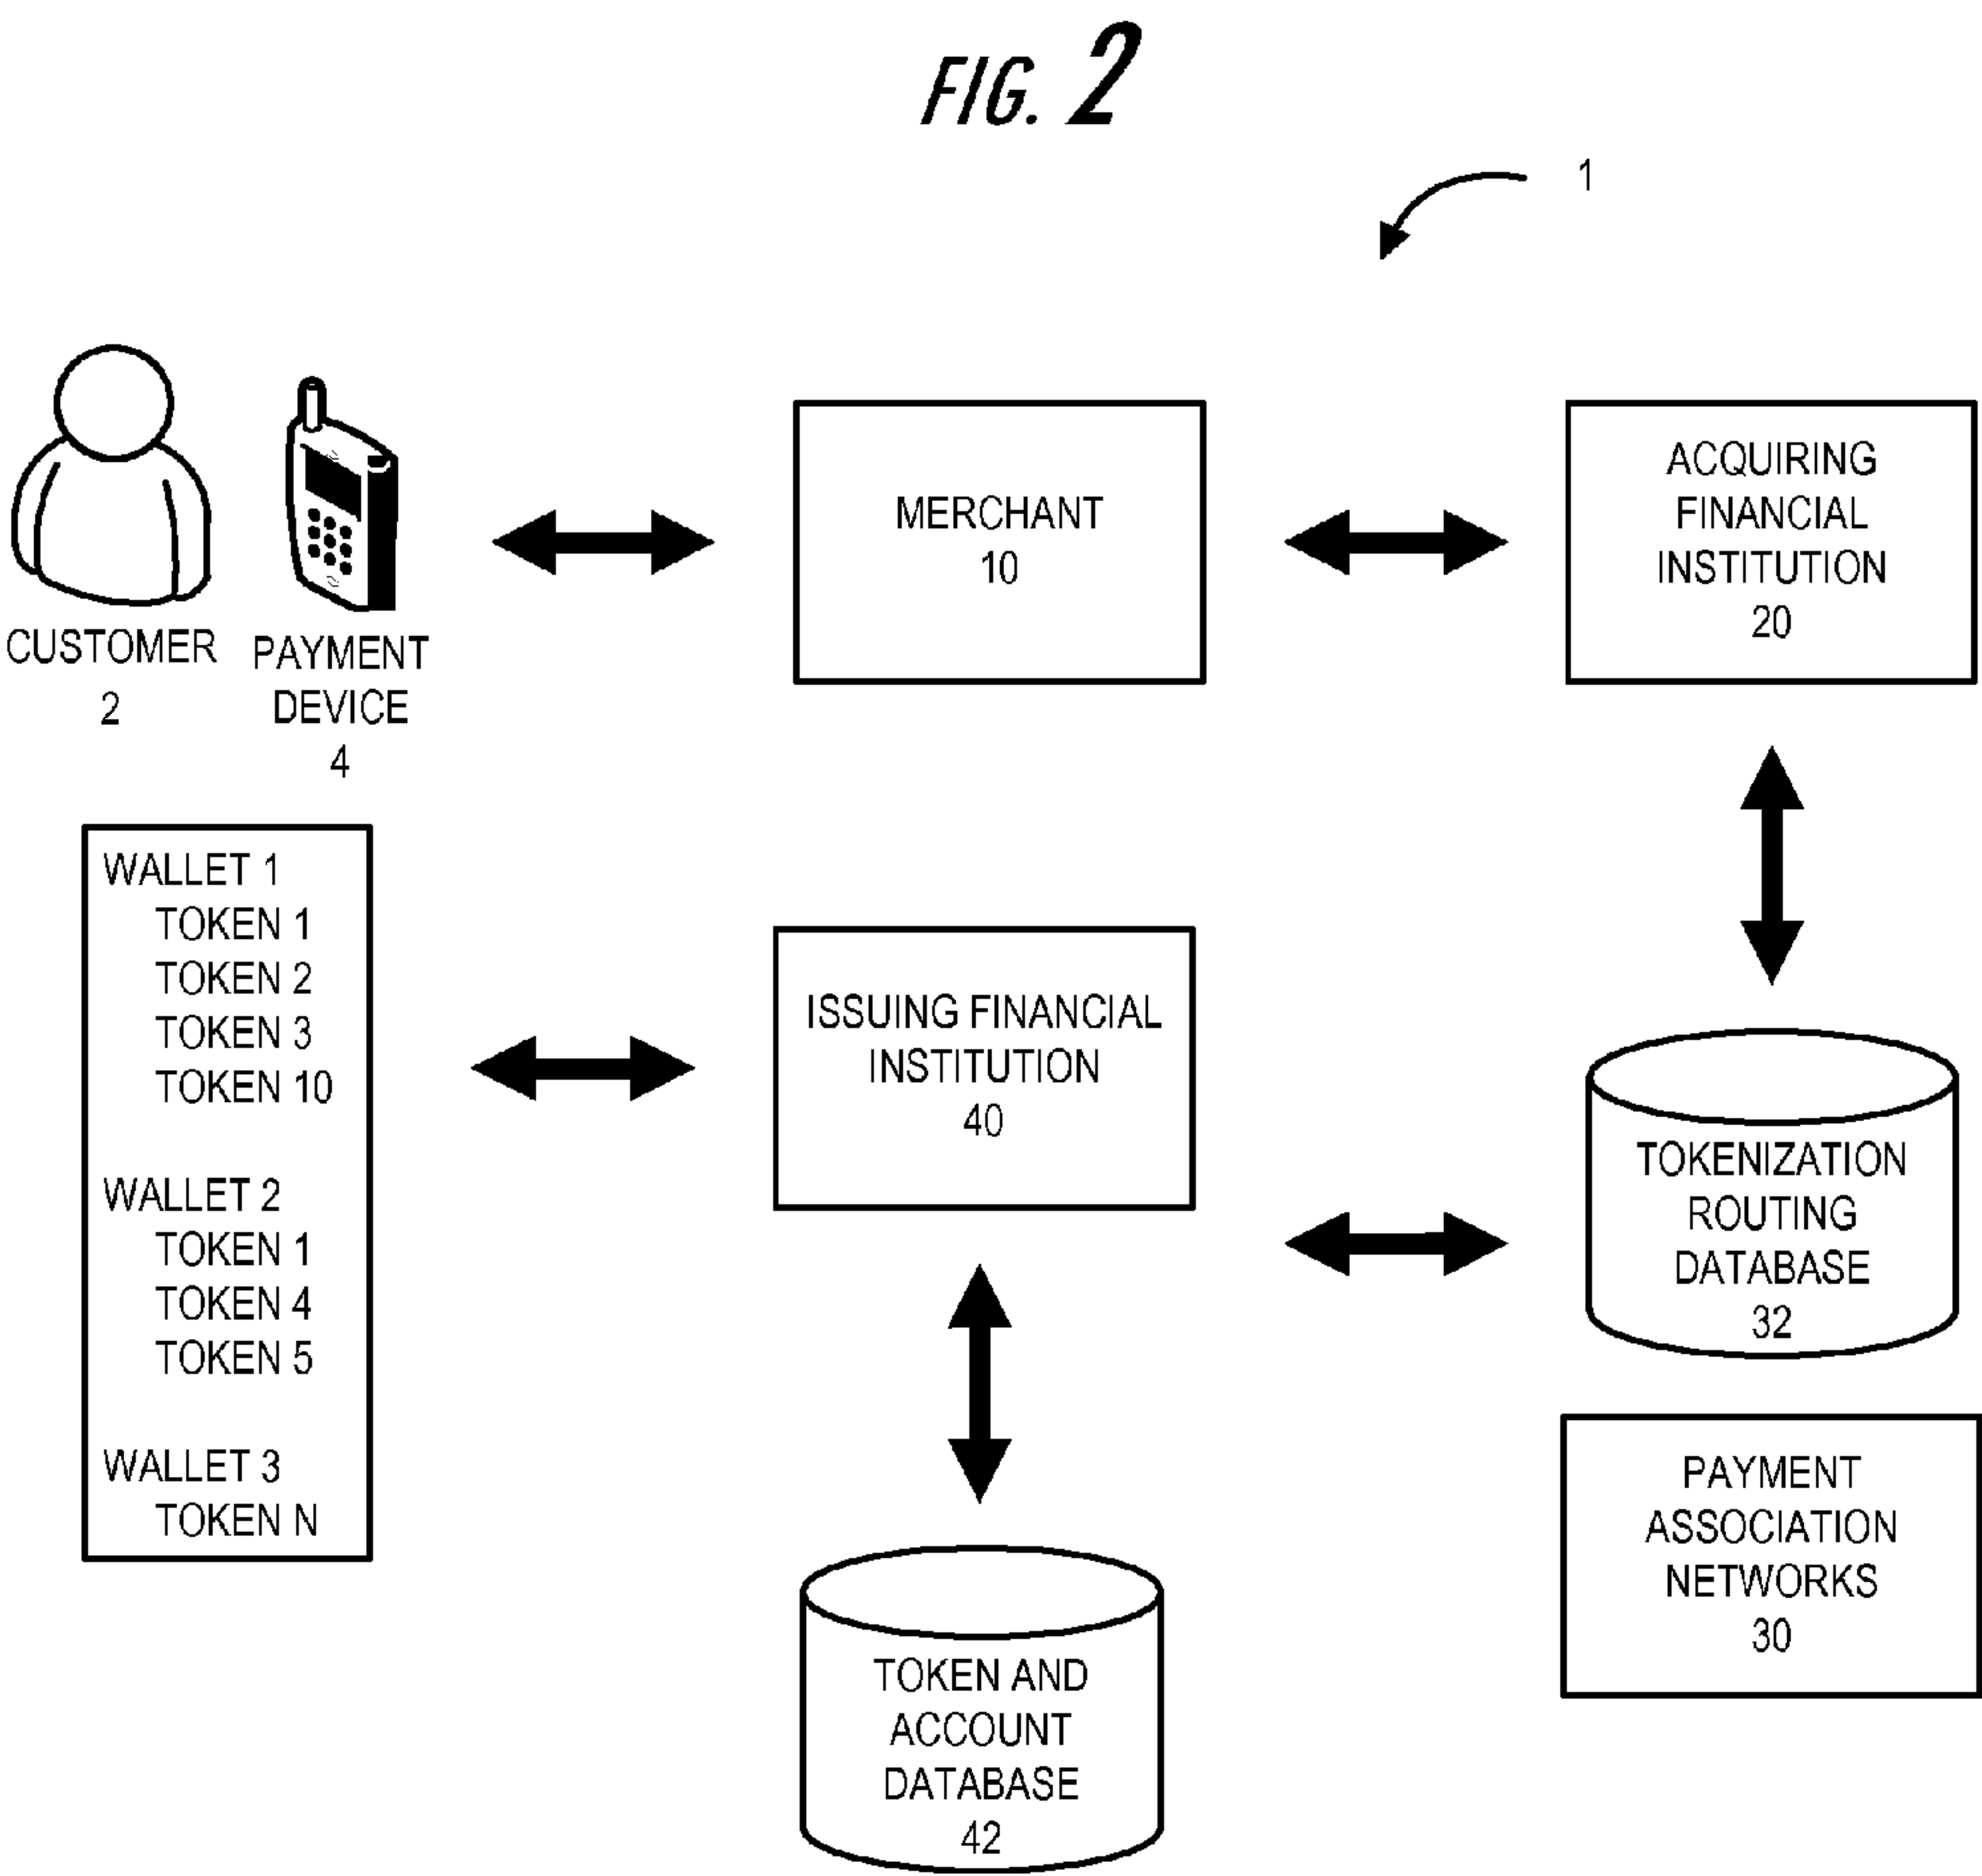 FIG. 2
1
CUSTOMER
2
PAYMENT
DEVICE
4
MERCHANT
10
ACQUIRING
FINANCIAL
INSTITUTION
20
WALLET 1
TOKEN 1
TOKEN 2
TOKEN 3
TOKEN 10
WALLET 2
TOKEN 1
TOKEN 4
TOKEN 5
WALLET 3
TOKEN N
ISSUING FINANCIAL
INSTITUTION
40
TOKENIZATION
ROUTING
DATABASE
32
PAYMENT
ASSOCIATION
NETWORKS
30
TOKEN AND
ACCOUNT
DATABASE
42